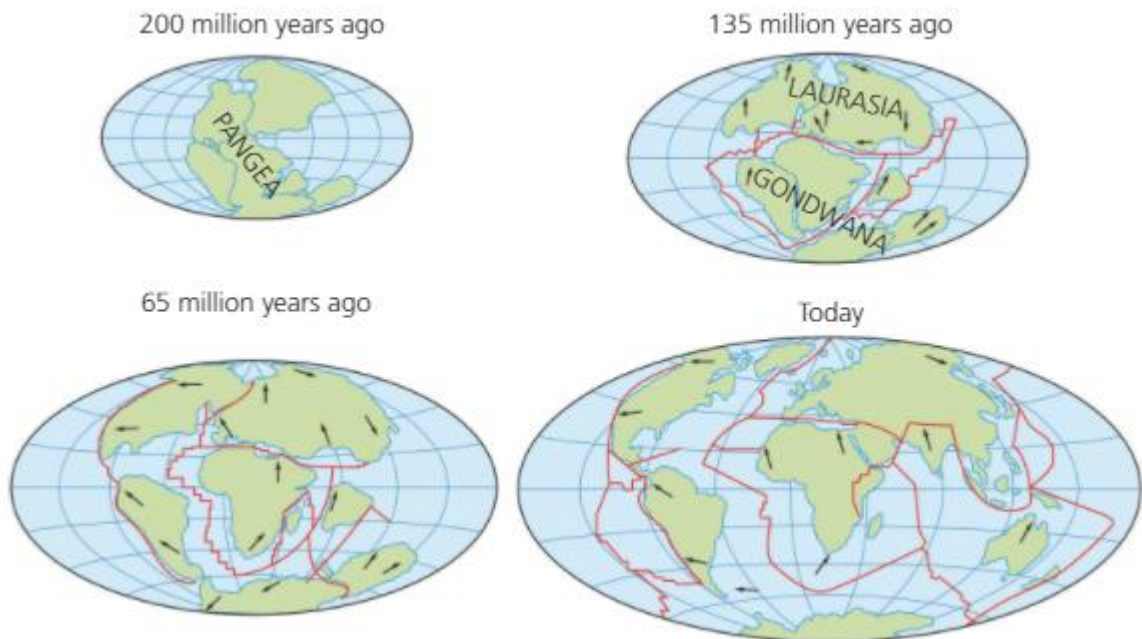 200 million years ago
135 million years ago
PANGEA
LAURASIA
GONDWANA
65 million years ago
Today